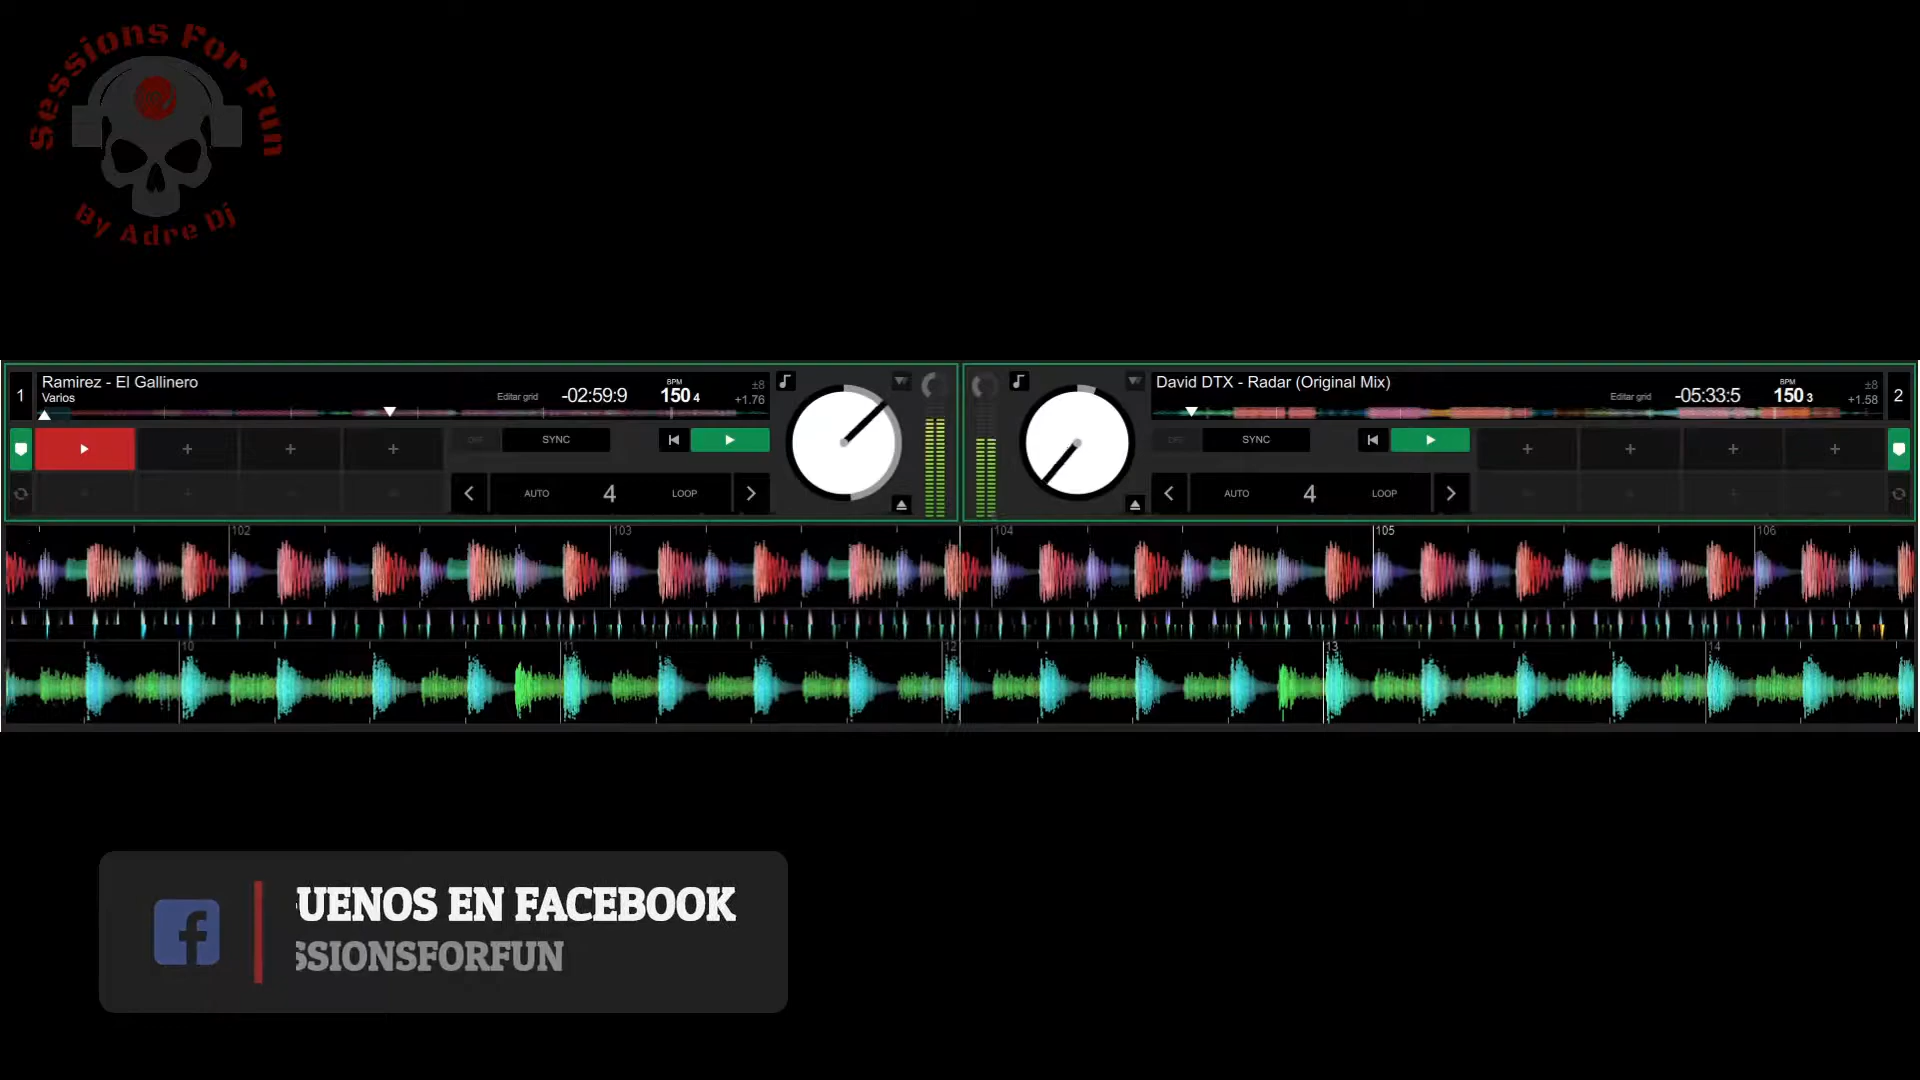 Sessions For Fun
By Adre Dj
1
Ramirez - El Gallinero
Varios
Editar grid
-02:59:9
BPM
150.4
±8
+1.76
SYNC
AUTO
4
LOOP
David DTX - Radar (Original Mix)
Editar grid
-05:33:5
BPM
150.3
±8
+1.58
2
SYNC
AUTO
4
LOOP
102
103
104
105
106
10
11
12
13
14
UENOS EN FACEBOOK
SSIONSFORFUN